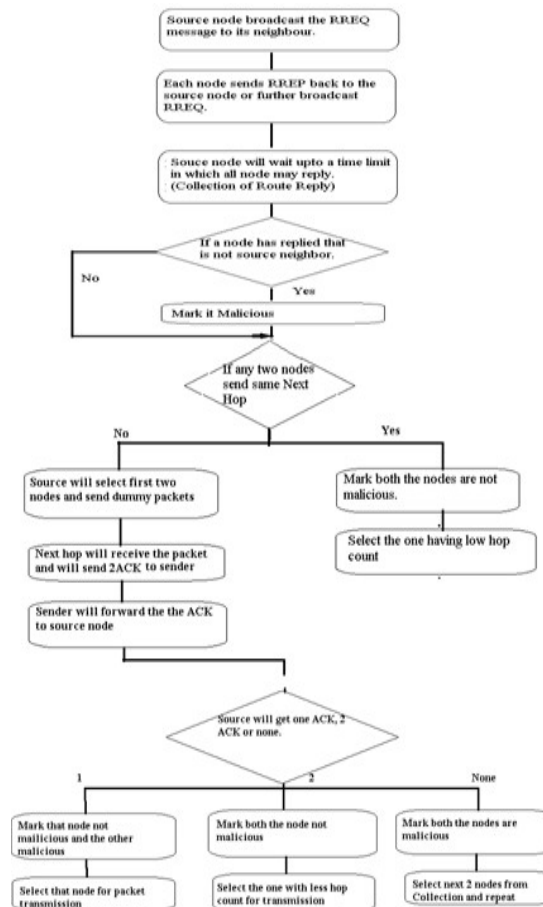 Source node broadcast the RREQ
message to its neighbour.
Each node sends RREP back to the
source node or further broadcast
RREQ.
Souce node will wait upto a time limit
in which all node may reply.
(Collection of Route Reply)
If a node has replied that
is not source neighbor.
No
Yes
Mark it Malicious
If any two nodes
send same Next
Hop
No
Yes
Source will select first two
nodes and send dummy packets
Mark both the nodes are not
malicious.
Next hop will receive the packet
and will send 2ACK to sender
Select the one having low hop
count
Sender will forward the the ACK
to source node
Source will get one ACK, 2
ACK or none.
1
2
None
Mark that node not
mailicious and the other
malicious
Mark both the node not
malicious
Mark both the nodes are
malicious
Select that node for packet
transmission
Select the one with less hop
count for transmission
Select next 2 nodes from
Collection and repeat